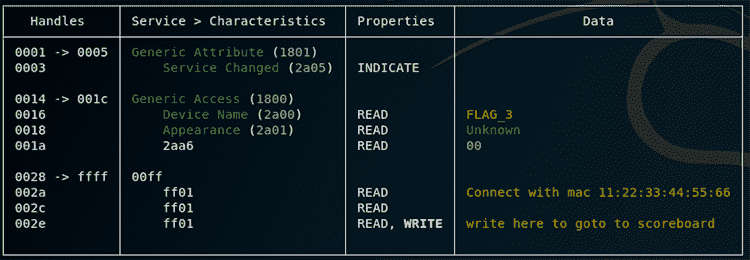 Handles Service > Characteristics Properties Data
0001 -> 0005 Generic Attribute (1801)
0003 Service Changed (2a05) INDICATE
0014 -> 001c Generic Access (1800)
0016 Device Name (2a00) READ FLAG_3
0018 Appearance (2a01) READ Unknown
001a 2aa6 READ 00
0028 -> ffff 00ff
002a ff01 READ Connect with mac 11:22:33:44:55:66
002c ff01 READ
002e ff01 READ, WRITE write here to goto to scoreboard